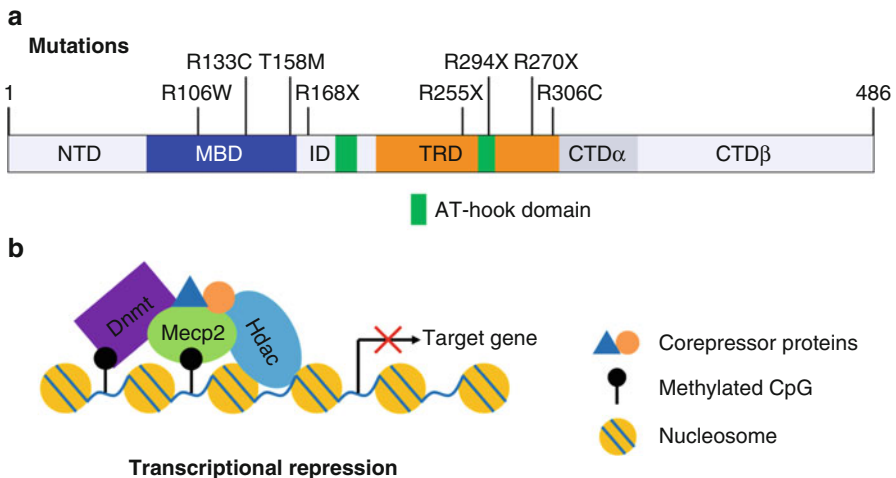 a
Mutations
R133C T158M R294X R270X
1 R106W R168X R255X R306C 486
NTD MBD ID TRD CTDα CTDβ
AT-hook domain
b
Dnmt Mecp2 Hdac
Target gene
Corepressor proteins
Methylated CpG
Nucleosome
Transcriptional repression